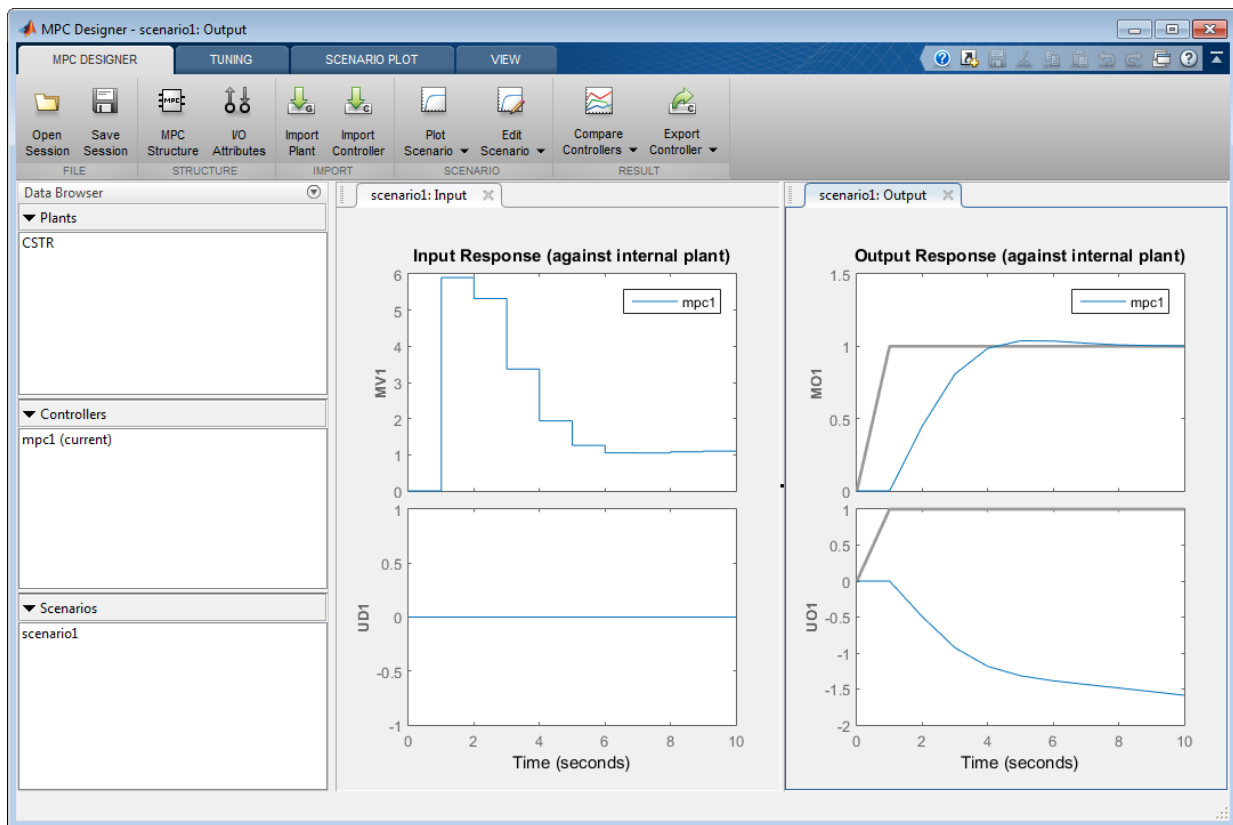 MPC Designer - scenario1: Output
MPC DESIGNER TUNING SCENARIO PLOT VIEW
Open Session
Save Session
MPC Structure
I/O Attributes
Import Plant
Import Controller
Plot Scenario
Edit Scenario
Compare Controllers
Export Controller
FILE STRUCTURE IMPORT SCENARIO RESULT
Data Browser
Plants
CSTR
Controllers
mpc1 (current)
Scenarios
scenario1
scenario1: Input
Input Response (against internal plant)
6
5
4
3
2
1
0
MV1
mpc1
1
0.5
0
-0.5
-1
UD1
0 2 4 6 8 10
Time (seconds)
scenario1: Output
Output Response (against internal plant)
1.5
1
0.5
0
MO1
mpc1
1
0.5
0
-0.5
-1
-1.5
-2
UO1
0 2 4 6 8 10
Time (seconds)